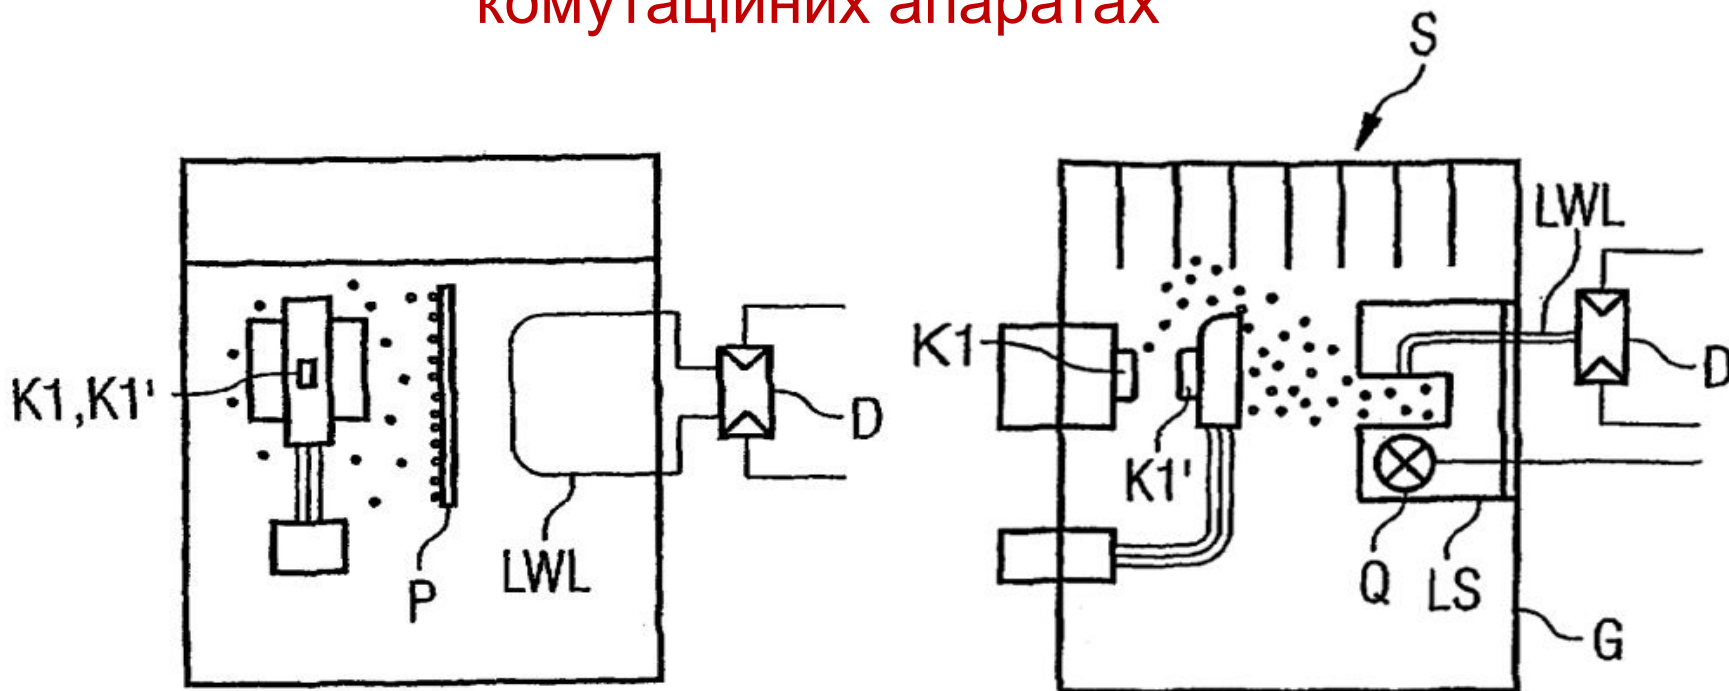 комутаційних апаратах
S
LWL
K1
D
K1,K1'
D
K1'
LWL
P
Q
LS
G